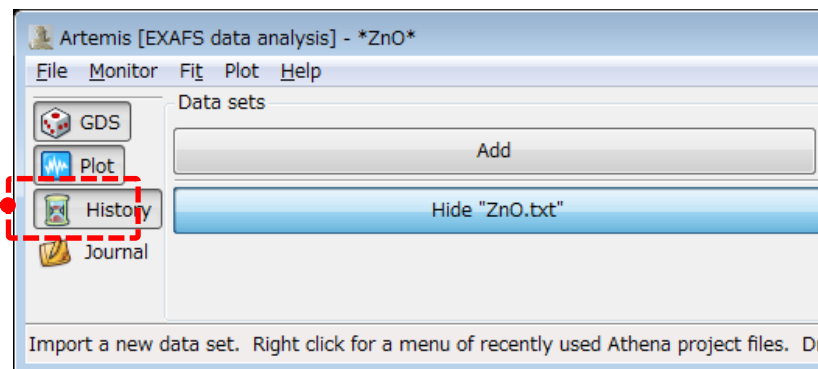 Artemis [EXAFS data analysis] - *ZnO*
File Monitor Fit Plot Help
Data sets
GDS
Add
Plot
History
Hide "ZnO.txt"
Journal
Import a new data set. Right click for a menu of recently used Athena project files.